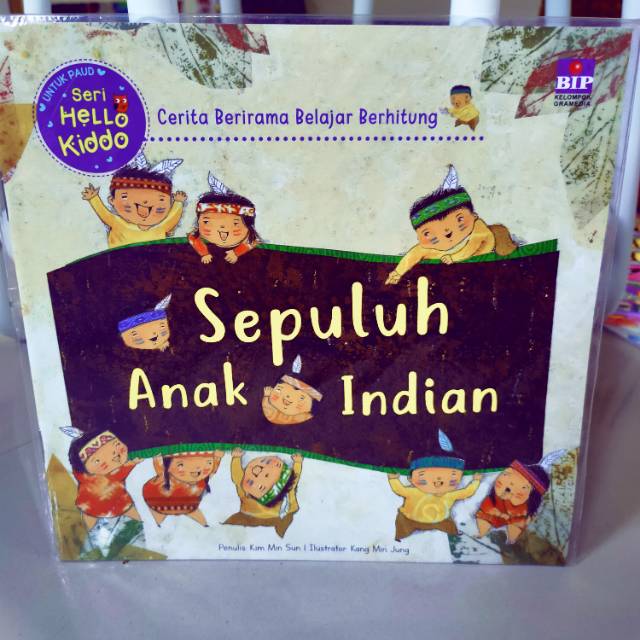 UNTUK PAUD
Seri
HELLO
Kiddo
Cerita Berirama Belajar Berhitung
BIP
KELOMPOK
GRAMEDIA
Sepuluh
Anak Indian
Penulis Kim Min Sun | Ilustrator Kang Miri Jung